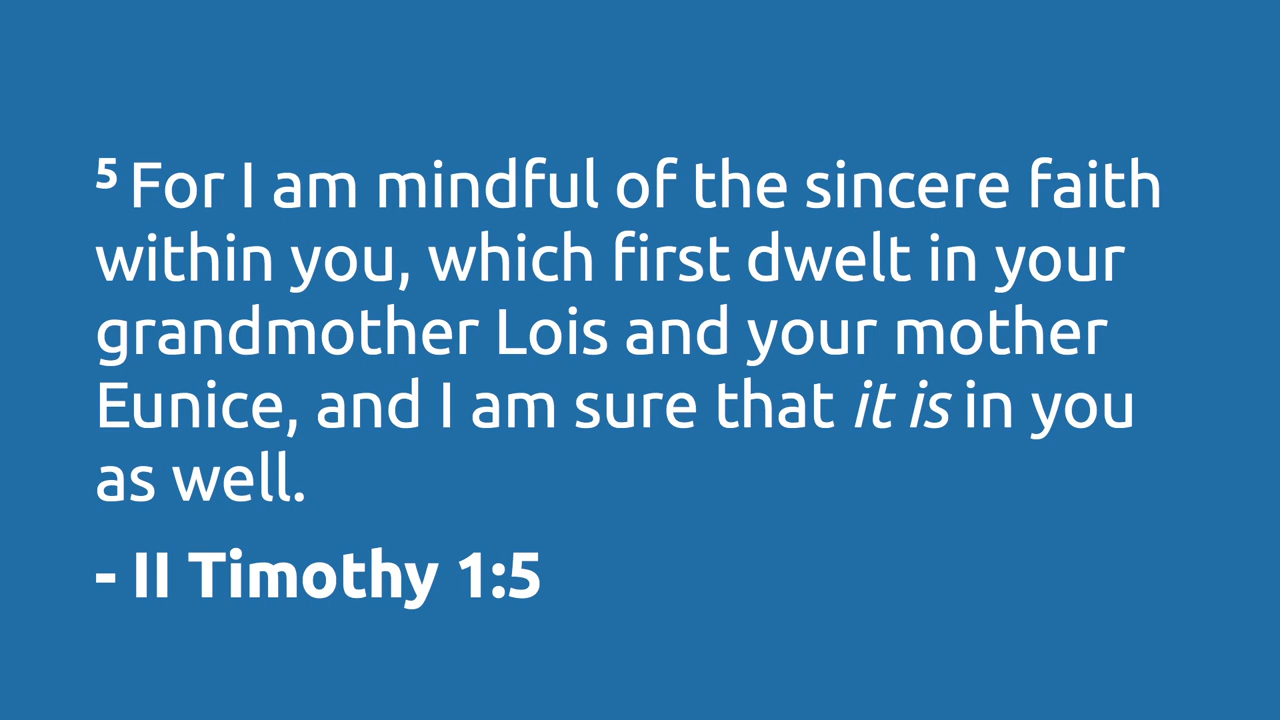 5 For I am mindful of the sincere faith
within you, which first dwelt in your
grandmother Lois and your mother
Eunice, and I am sure that it is in you
as well.
- II Timothy 1:5